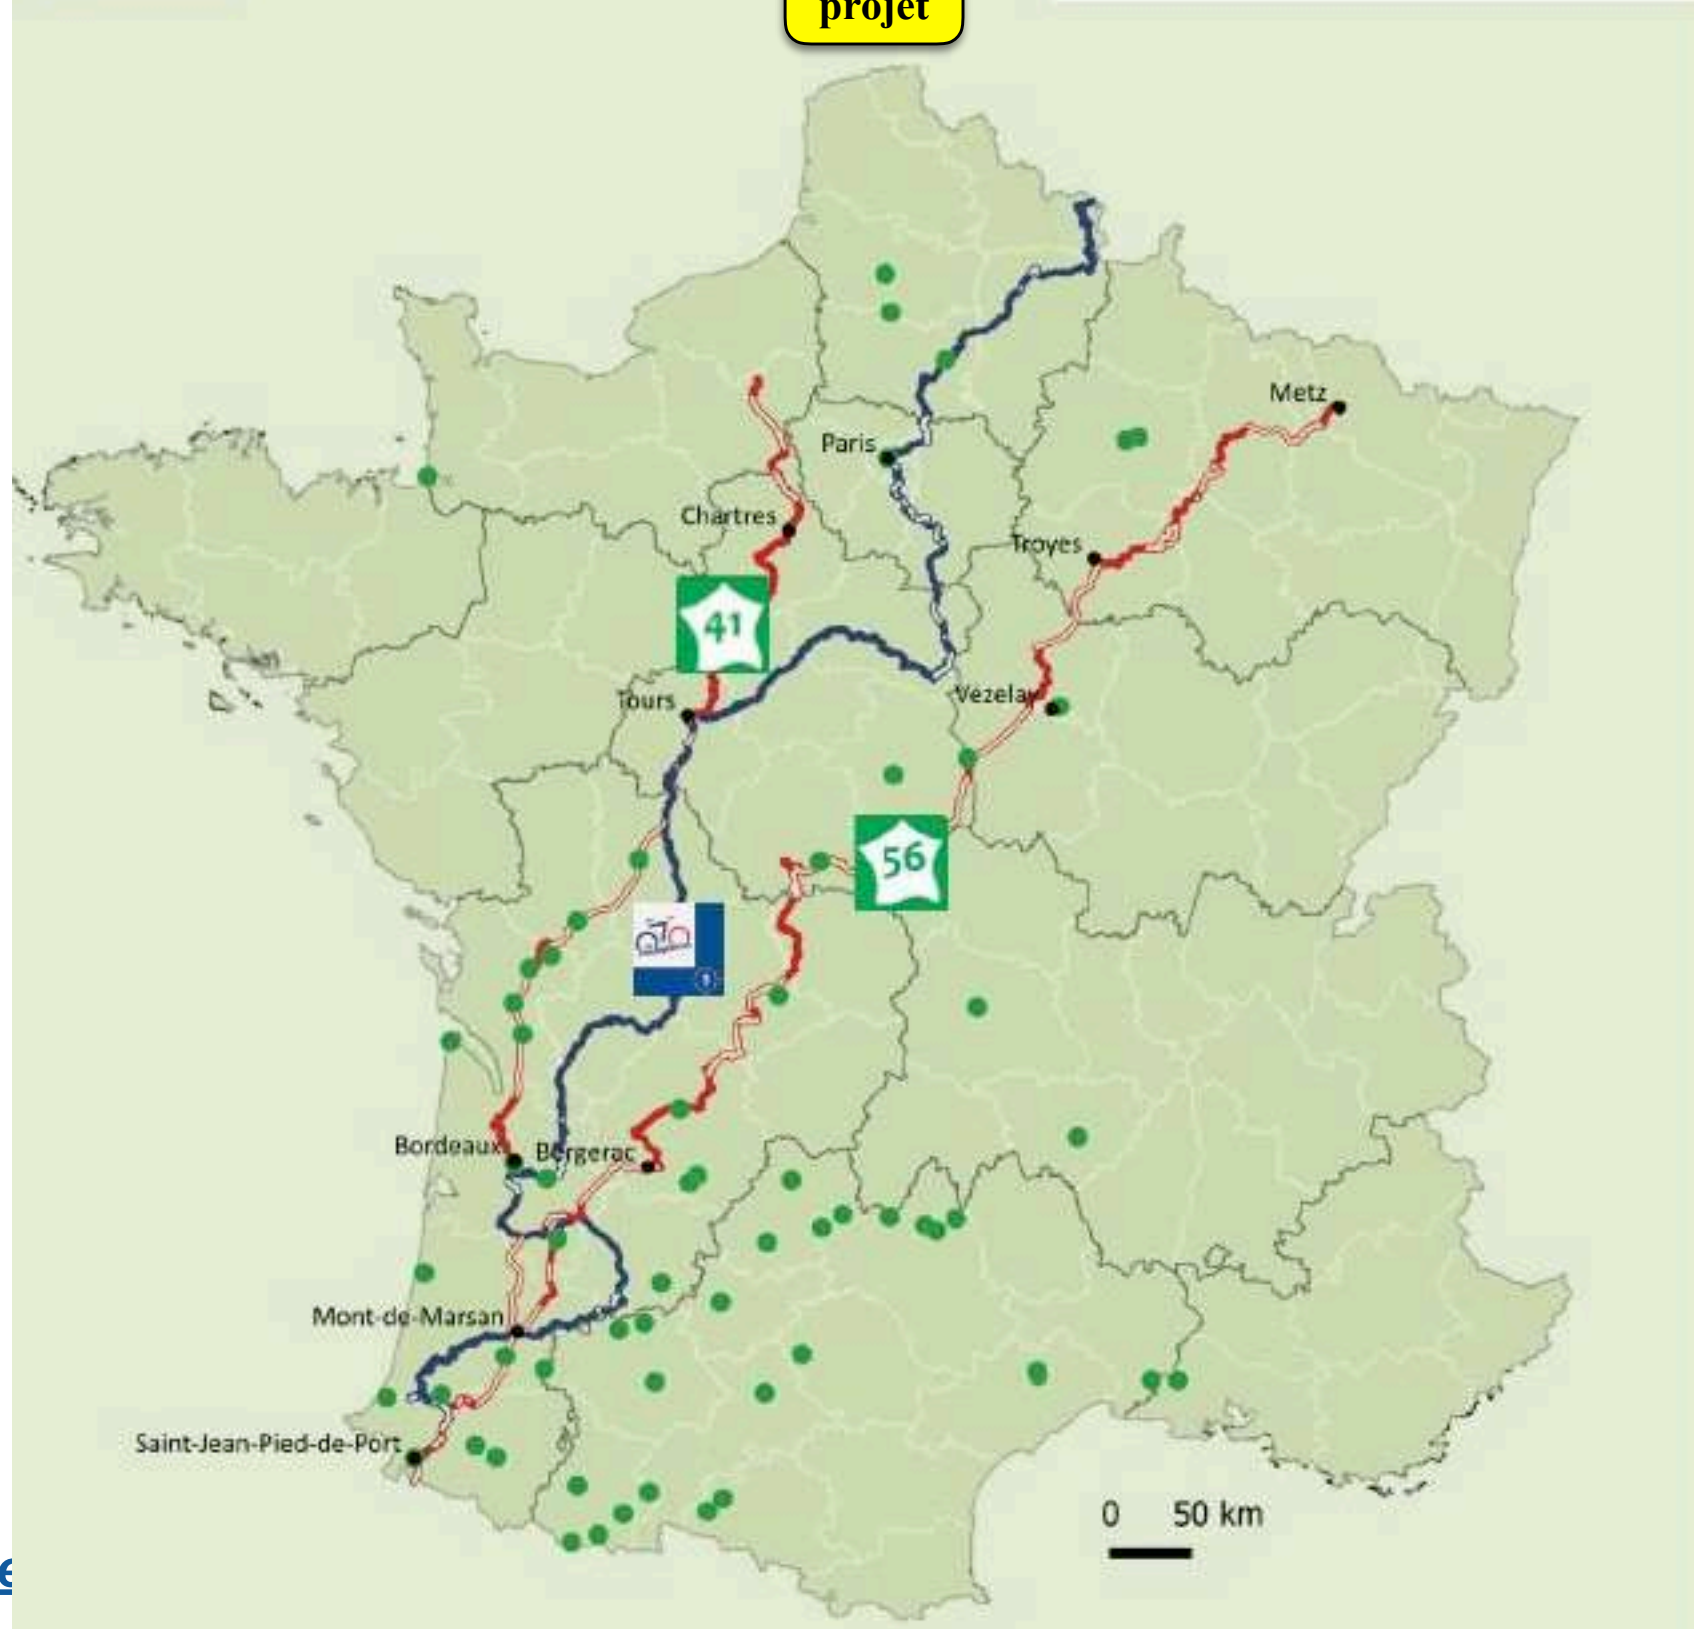 projet
Metz
Paris
Chartres
Troyes
41
Tours
Vezelay
56
1
Bordeaux
Bergerac
Mont-de-Marsan
Saint-Jean-Pied-de-Port
0 50 km
e